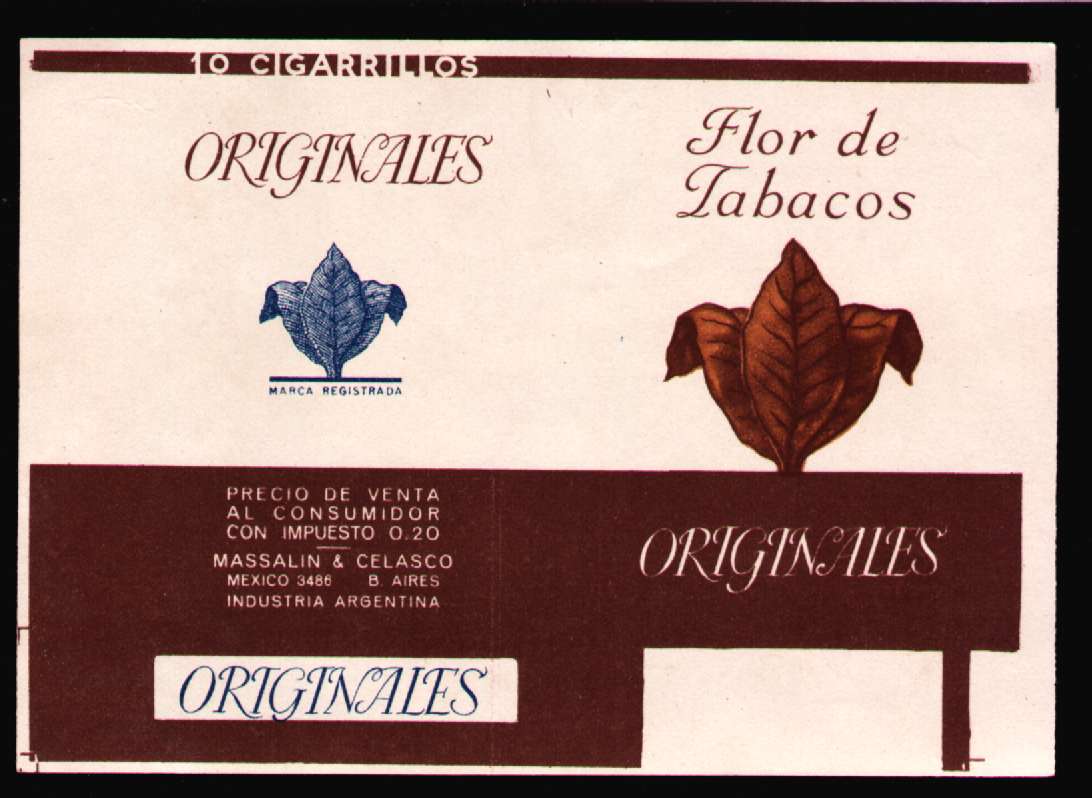 10 CIGARRILLOS
ORIGINALES
MARCA REGISTRADA
PRECIO DE VENTA
AL CONSUMIDOR
CON IMPUESTO 0.20
MASSALIN & CELASCO
MEXICO 3486 B. AIRES
INDUSTRIA ARGENTINA
ORIGINALES
Flor de
Tabacos
ORIGINALES